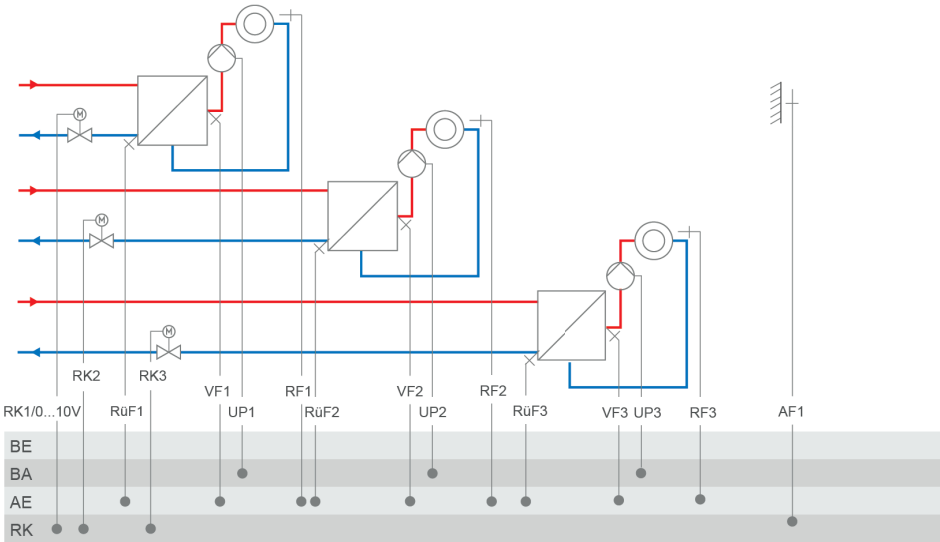 M
M
M
RK2 RK3
VF1 RF1 VF2 RF2
RK1/0...10V RüF1 UP1 RüF2 UP2 RüF3 VF3 UP3 RF3 AF1
BE
BA
AE
RK